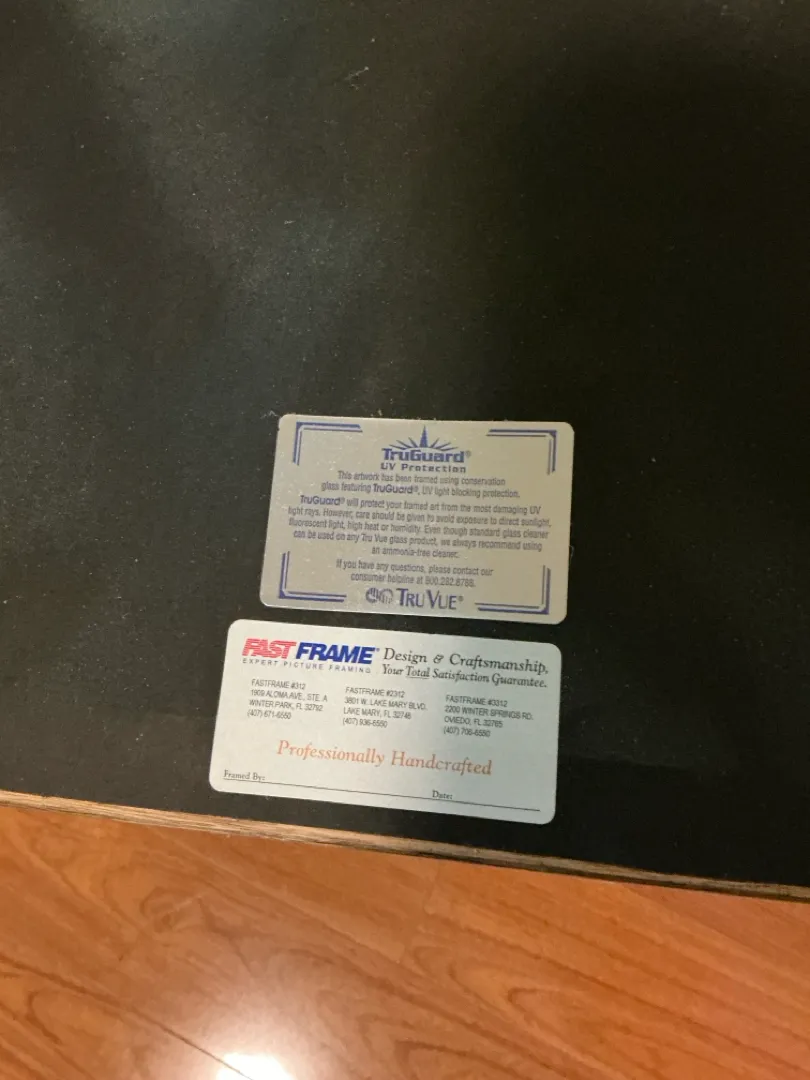 TruGuard®
UV Protection
This artwork has been framed using conservation
glass featuring TruGuard®, UV light blocking protection.
TruGuard® will protect your framed art from the most damaging UV
light rays. However, care should be given to avoid exposure to direct sunlight,
fluorescent light, high heat or humidity. Even though standard glass cleaner
can be used on any Tru Vue glass product, we always recommend using
an ammonia-free cleaner.
If you have any questions, please contact our
consumer helpline at 800.282.8788.
TRU VUE®
FASTFRAME®
EXPERT PICTURE FRAMING
Design & Craftsmanship,
Your Total Satisfaction Guarantee.
FASTFRAME #312
1909 ALOMA AVE., STE. A
WINTER PARK, FL 32792
(407) 671-6550
FASTFRAME #2312
3801 W. LAKE MARY BLVD.
LAKE MARY, FL 32746
(407) 936-6550
FASTFRAME #3312
2200 WINTER SPRINGS RD.
OVIEDO, FL 32765
(407) 706-6550
Professionally Handcrafted
Framed By:
Date: